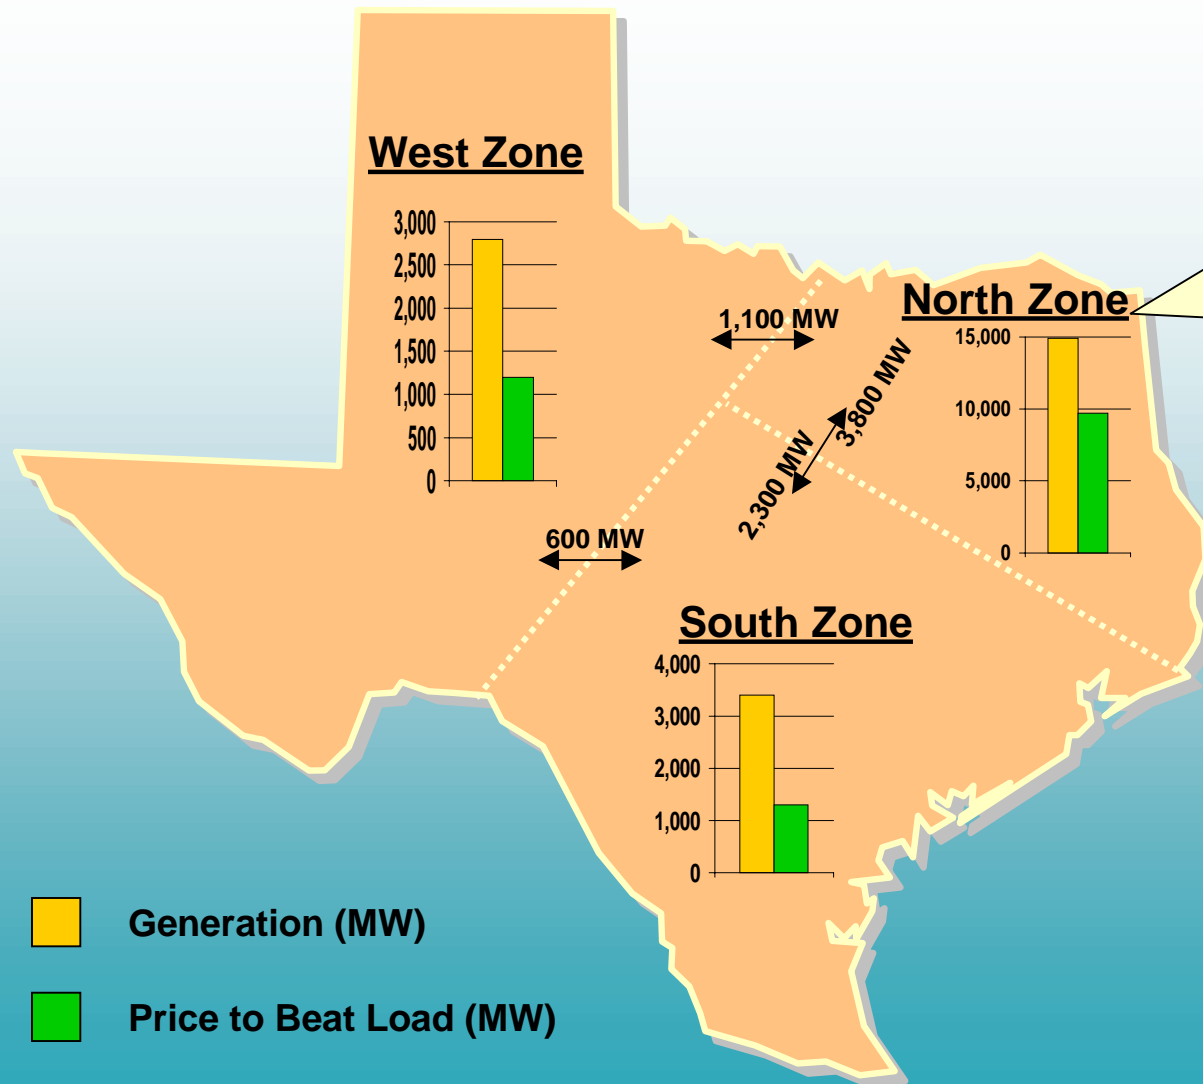 West Zone
3,000
2,500
2,000
1,500
1,000
500
0
1,100 MW
North Zone
15,000
10,000
5,000
0
3,800 MW
2,300 MW
600 MW
South Zone
4,000
3,000
2,000
1,000
0
Generation (MW)
Price to Beat Load (MW)